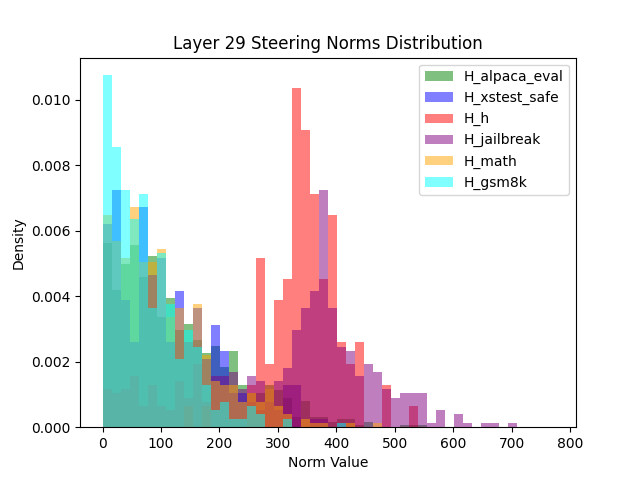 Layer 29 Steering Norms Distribution
H_alpaca_eval
H_xstest_safe
H_h
H_jailbreak
H_math
H_gsm8k
Density
0.010
0.008
0.006
0.004
0.002
0.000
0 100 200 300 400 500 600 700 800
Norm Value